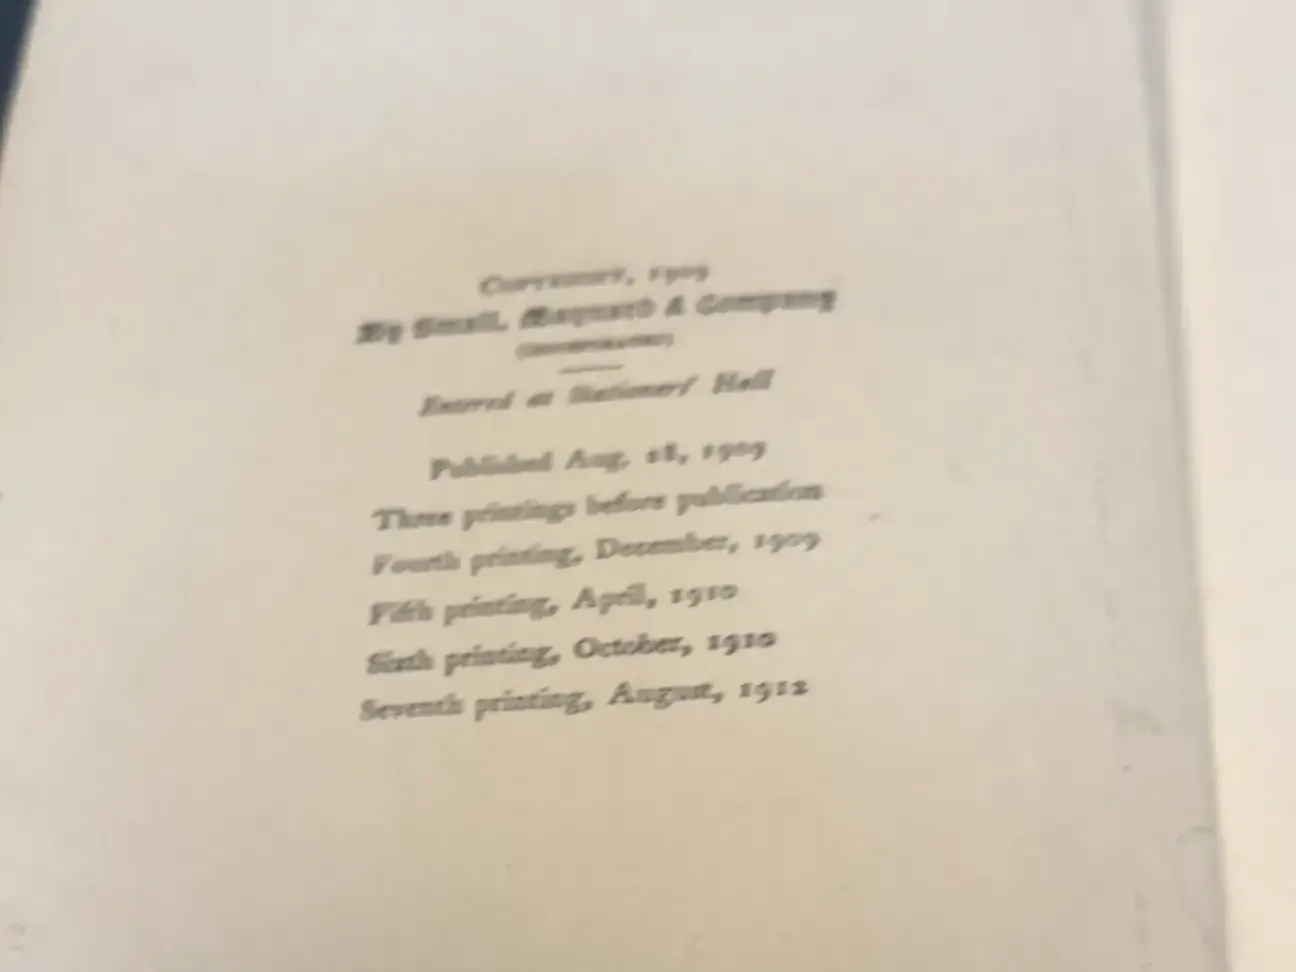 COPYRIGHT, 1909
By Small, Maynard & Company
(INCORPORATED)
Entered at Stationers' Hall
Published Aug. 28, 1909
Three printings before publication
Fourth printing, December, 1909
Fifth printing, April, 1910
Sixth printing, October, 1910
Seventh printing, August, 1912